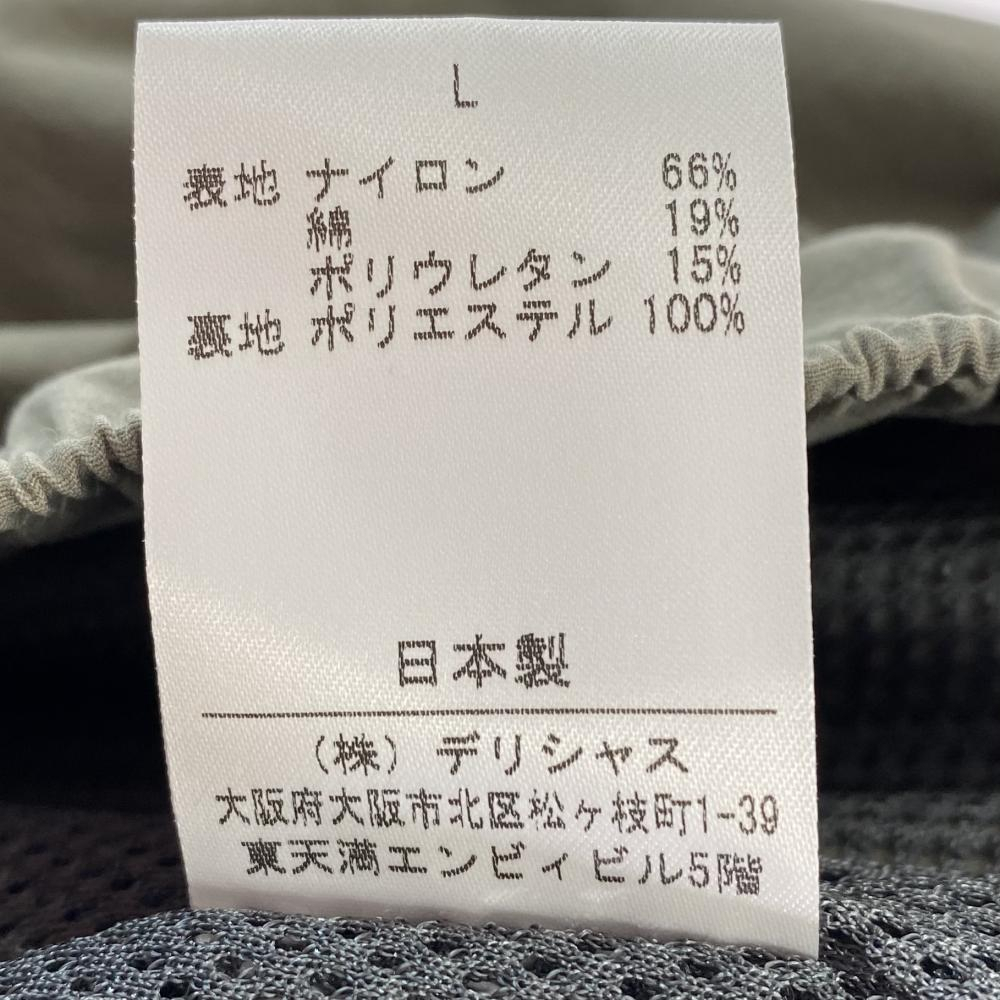 L
表地 ナイロン 66%
綿 19%
ポリウレタン 15%
裏地 ポリエステル 100%
日本製
(株) デリシャス
大阪府大阪市北区松ヶ枝町1-39
東天満エンビィビル5階